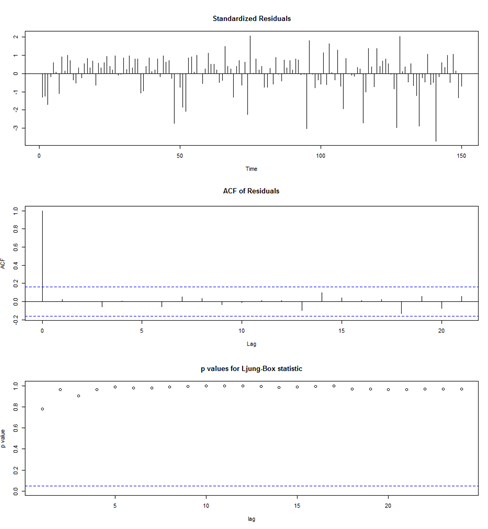 Standardized Residuals
2
1
0
-1
-2
-3
0 50 100 150
Time
ACF of Residuals
ACF
1.0
0.8
0.6
0.4
0.2
0.0
-0.2
0 5 10 15 20
Lag
p values for Ljung-Box statistic
p value
1.0
0.8
0.6
0.4
0.2
0.0
5 10 15 20
lag